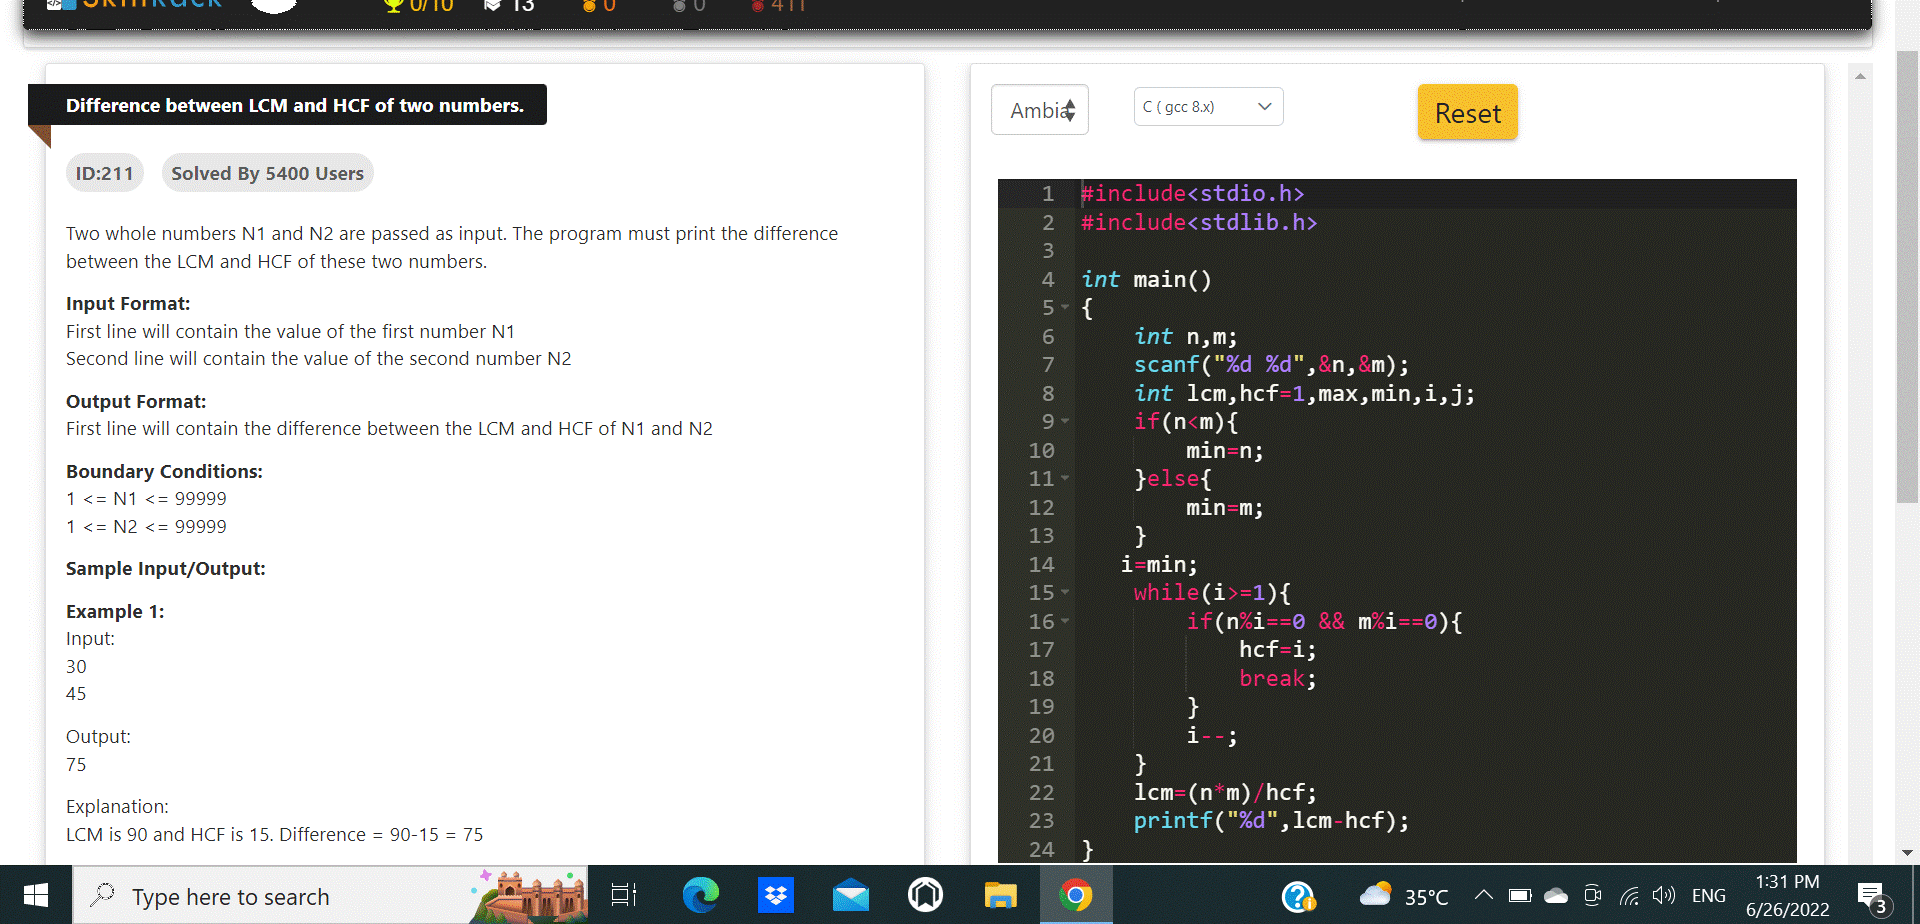 0/10 13 0 0 411
Difference between LCM and HCF of two numbers.
ID:211 Solved By 5400 Users
Two whole numbers N1 and N2 are passed as input. The program must print the difference
between the LCM and HCF of these two numbers.
Input Format:
First line will contain the value of the first number N1
Second line will contain the value of the second number N2
Output Format:
First line will contain the difference between the LCM and HCF of N1 and N2
Boundary Conditions:
1 <= N1 <= 99999
1 <= N2 <= 99999
Sample Input/Output:
Example 1:
Input:
30
45
Output:
75
Explanation:
LCM is 90 and HCF is 15. Difference = 90-15 = 75
Ambia C ( gcc 8.x) Reset
1 #include<stdio.h>
2 #include<stdlib.h>
3
4 int main()
5 {
6 int n,m;
7 scanf("%d %d",&n,&m);
8 int lcm,hcf=1,max,min,i,j;
9 if(n<m){
10 min=n;
11 }else{
12 min=m;
13 }
14 i=min;
15 while(i>=1){
16 if(n%i==0 && m%i==0){
17 hcf=i;
18 break;
19 }
20 i--;
21 }
22 lcm=(n*m)/hcf;
23 printf("%d",lcm-hcf);
24 }
Type here to search
35°C ENG
1:31 PM
6/26/2022
3